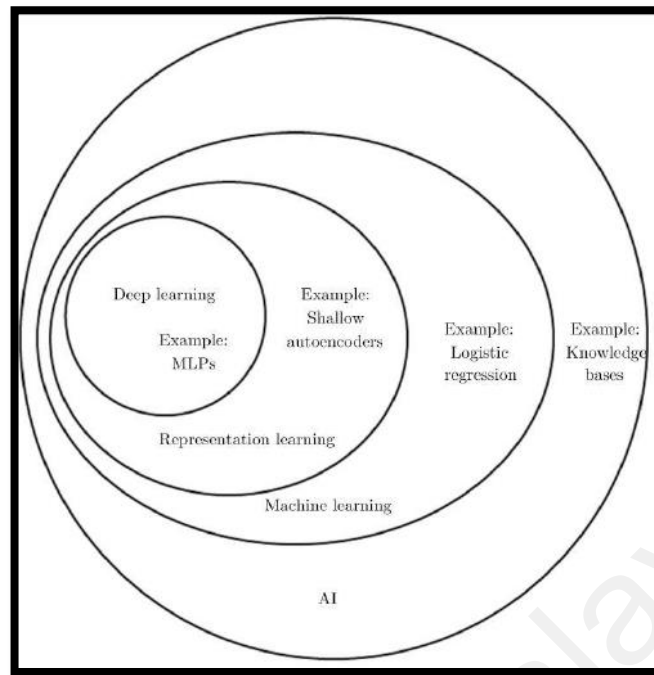 Deep learning
Example:
MLPs
Example:
Shallow
autoencoders
Example:
Logistic
regression
Example:
Knowledge
bases
Representation learning
Machine learning
AI